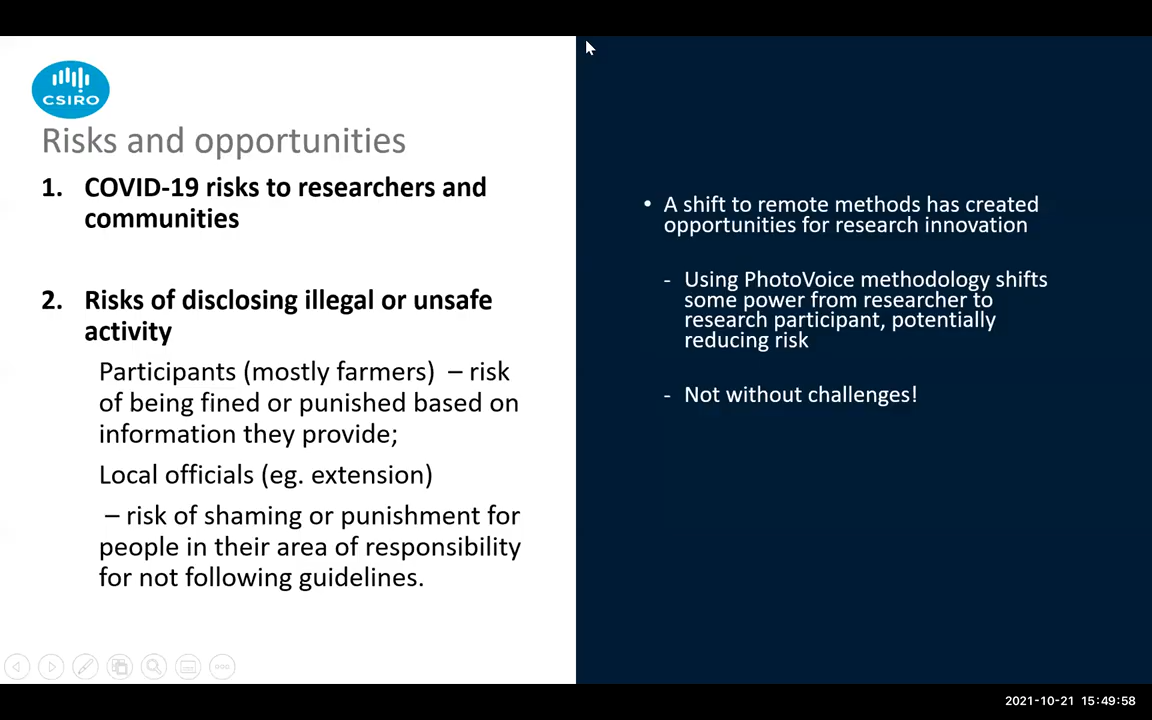 CSIRO
Risks and opportunities
1. COVID-19 risks to researchers and
communities
2. Risks of disclosing illegal or unsafe
activity
Participants (mostly farmers) – risk
of being fined or punished based on
information they provide;
Local officials (eg. extension)
– risk of shaming or punishment for
people in their area of responsibility
for not following guidelines.
• A shift to remote methods has created
opportunities for research innovation
- Using PhotoVoice methodology shifts
some power from researcher to
research participant, potentially
reducing risk
- Not without challenges!
2021-10-21 15:49:58